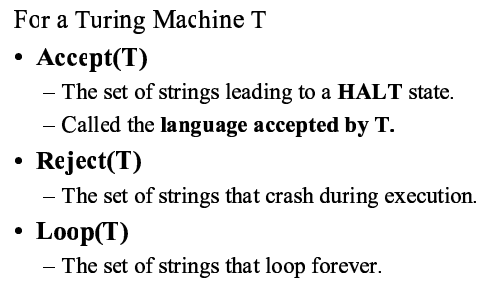 For a Turing Machine T
• Accept(T)
– The set of strings leading to a HALT state.
– Called the language accepted by T.
• Reject(T)
– The set of strings that crash during execution.
• Loop(T)
– The set of strings that loop forever.